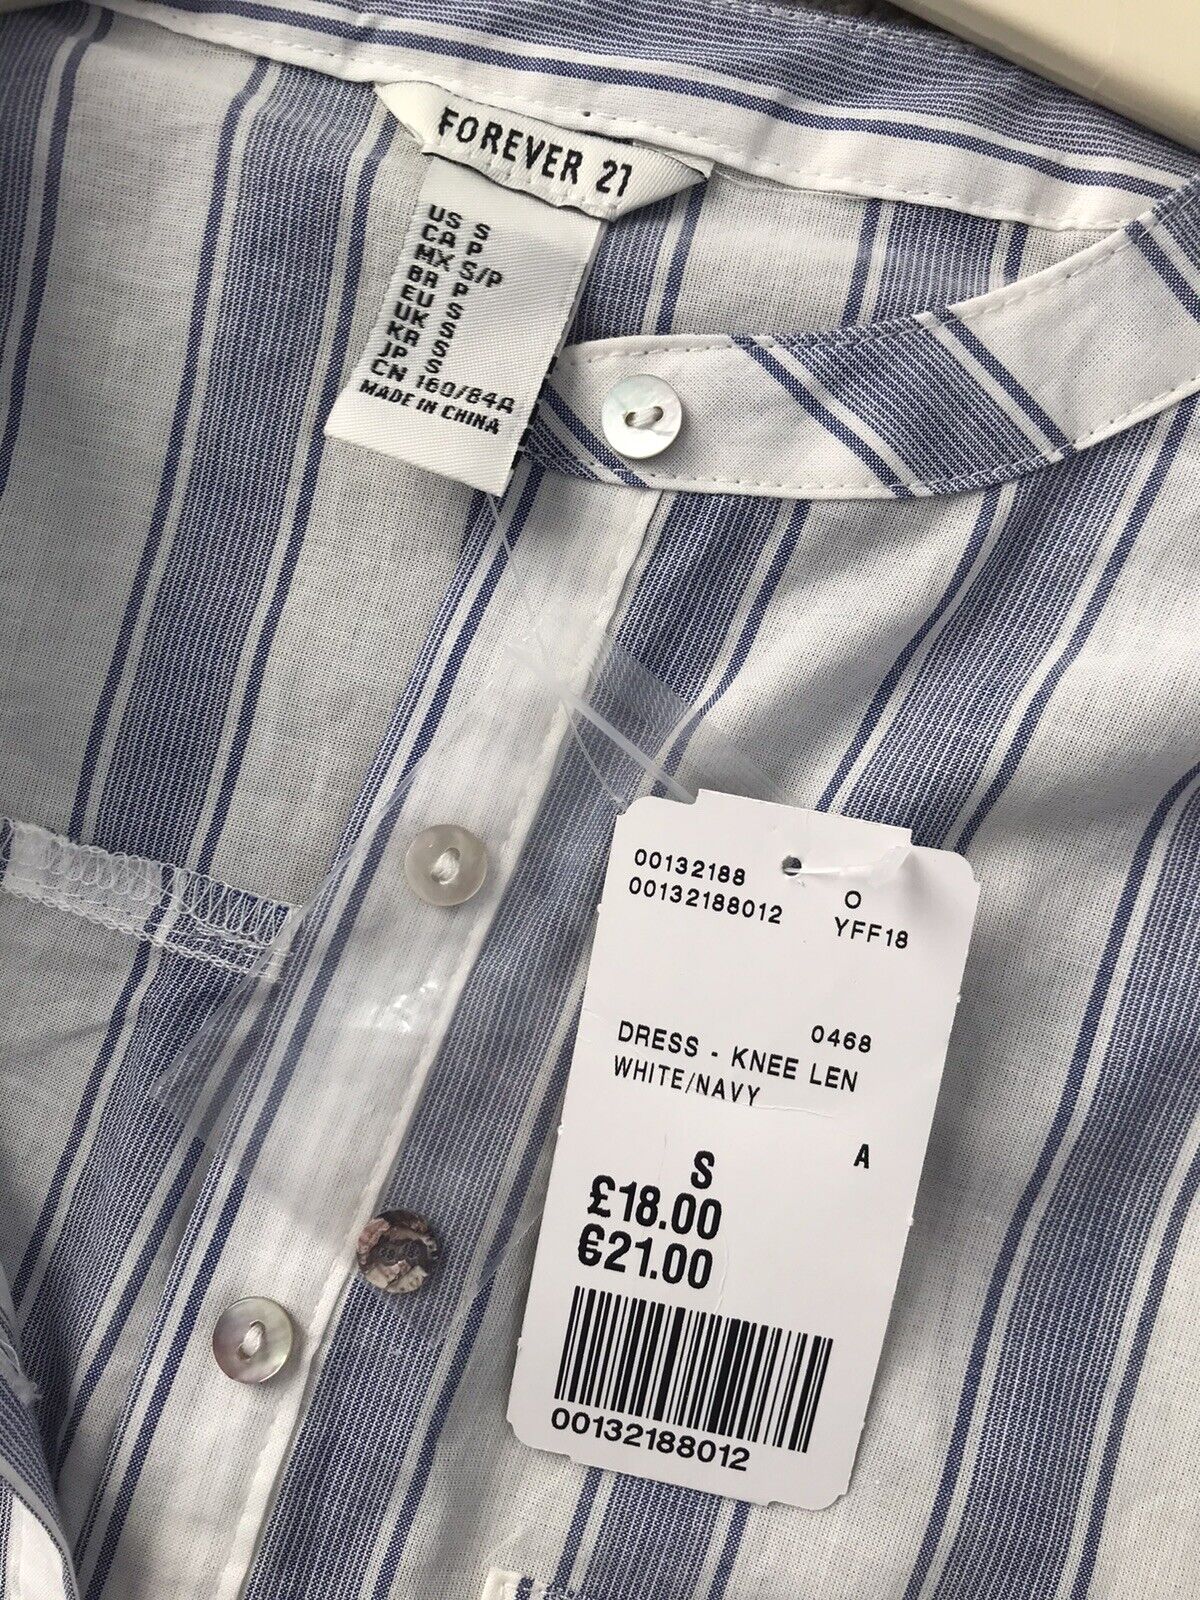 FOREVER 21
US S
CA P
MX S/P
BR P
EU S
UK S
KR S
JP S
CN 160/84A
MADE IN CHINA
00132188
00132188012
O
YFF18
0468
DRESS - KNEE LEN
WHITE/NAVY
S
A
£18.00
€21.00
00132188012